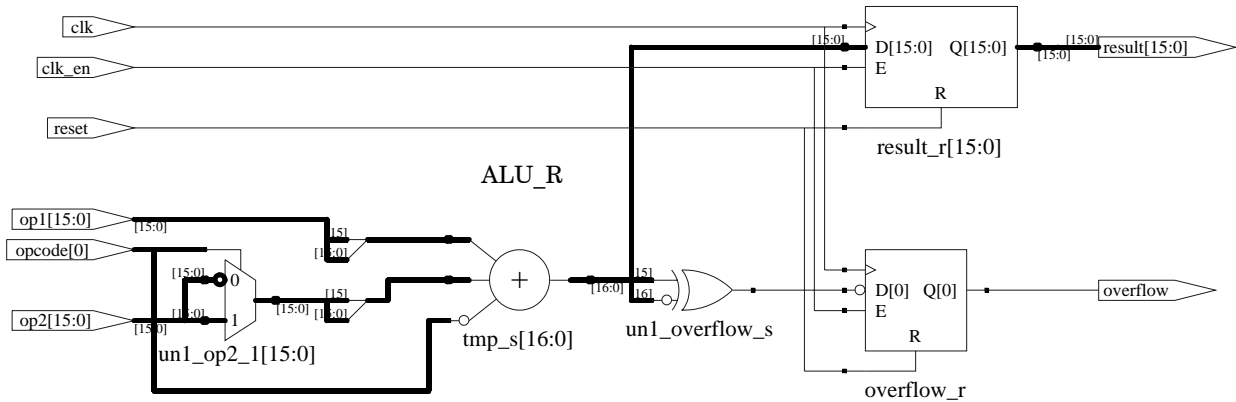 clk
[15:0]
D[15:0] Q[15:0]
[15:0]
[15:0]
result[15:0]
clk_en
E
R
reset
result_r[15:0]
ALU_R
op1[15:0]
[15:0]
15]
[15:0]
opcode[0]
[15:0]
0
+
15]
[16:0]
16]
D[0] Q[0]
overflow
E
op2[15:0]
[15:0]
[15:0]
1
[15:0]
[15]
[15:0]
un1_op2_1[15:0]
tmp_s[16:0]
un1_overflow_s
R
overflow_r